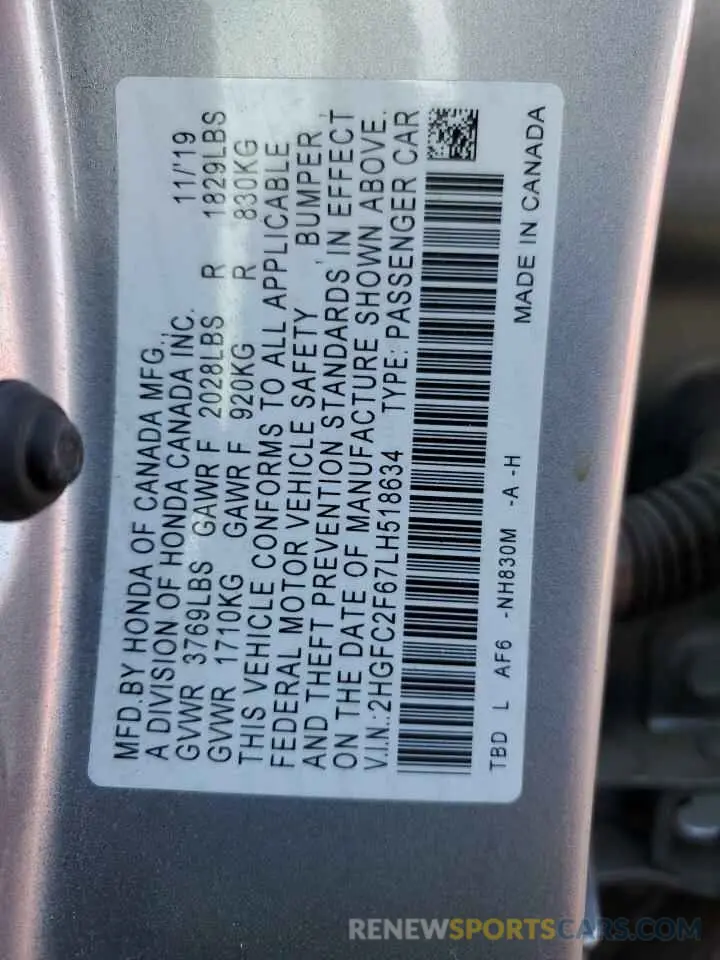 MFD.BY HONDA OF CANADA MFG., 11/19
A DIVISION OF HONDA CANADA INC.
GVWR 3769LBS GAWR F 2028LBS R 1829LBS
GVWR 1710KG GAWR F 920KG R 830KG
THIS VEHICLE CONFORMS TO ALL APPLICABLE
FEDERAL MOTOR VEHICLE SAFETY , BUMPER,
AND THEFT PREVENTION STANDARDS IN EFFECT
ON THE DATE OF MANUFACTURE SHOWN ABOVE.
V.I.N.:2HGFC2F67LH518634 TYPE: PASSENGER CAR
TBD L AF6 -NH830M -A -H MADE IN CANADA
RENEWSPORTSCARS.COM